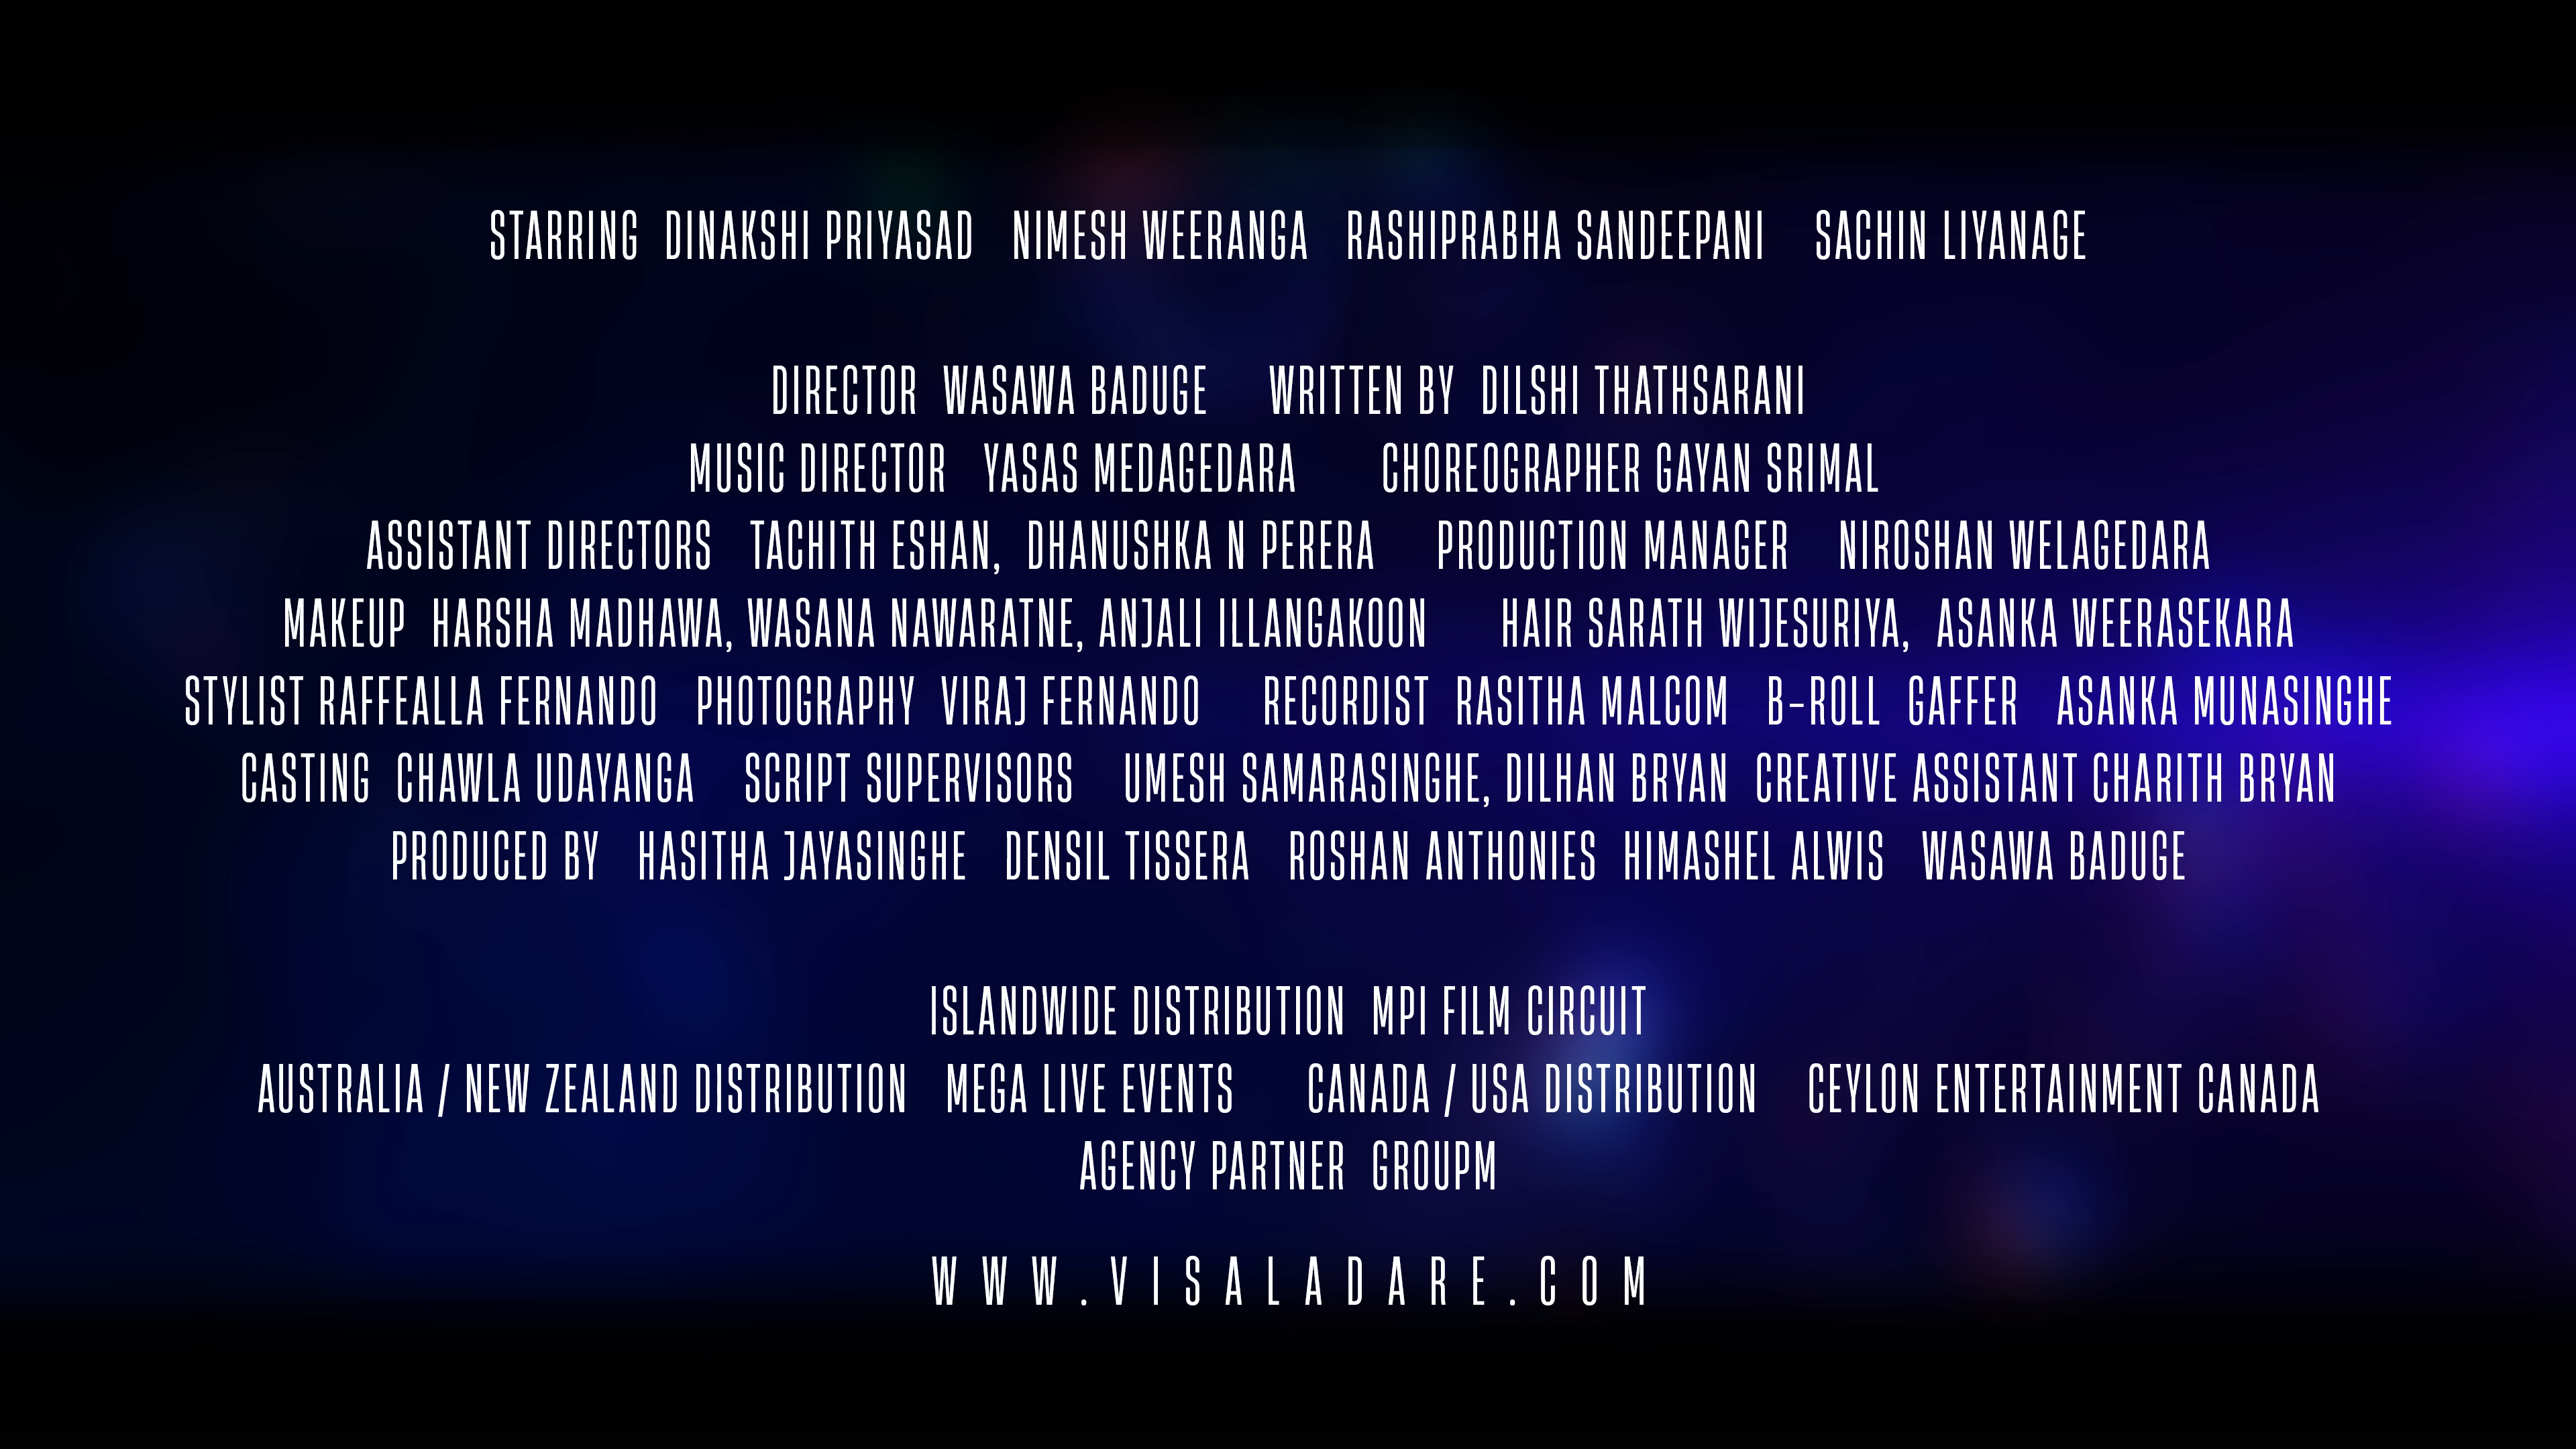 STARRING DINAKSHI PRIYASAD NIMESH WEERANGA RASHIPRABHA SANDEEPANI SACHIN LIYANAGE
DIRECTOR WASAWA BADUGE WRITTEN BY DILSHI THATHSARANI
MUSIC DIRECTOR YASAS MEDAGEDARA CHOREOGRAPHER GAYAN SRIMAL
ASSISTANT DIRECTORS TACHITH ESHAN, DHANUSHKA N PERERA PRODUCTION MANAGER NIROSHAN WELAGEDARA
MAKEUP HARSHA MADHAWA, WASANA NAWARATNE, ANJALI ILLANGAKOON HAIR SARATH WIJESURIYA, ASANKA WEERASEKARA
STYLIST RAFFEALLA FERNANDO PHOTOGRAPHY VIRAJ FERNANDO RECORDIST RASITHA MALCOM B-ROLL GAFFER ASANKA MUNASINGHE
CASTING CHAWLA UDAYANGA SCRIPT SUPERVISORS UMESH SAMARASINGHE, DILHAN BRYAN CREATIVE ASSISTANT CHARITH BRYAN
PRODUCED BY HASITHA JAYASINGHE DENSIL TISSERA ROSHAN ANTHONIES HIMASHEL ALWIS WASAWA BADUGE
ISLANDWIDE DISTRIBUTION MPI FILM CIRCUIT
AUSTRALIA / NEW ZEALAND DISTRIBUTION MEGA LIVE EVENTS CANADA / USA DISTRIBUTION CEYLON ENTERTAINMENT CANADA
AGENCY PARTNER GROUPM
WWW.VISALADARE.COM